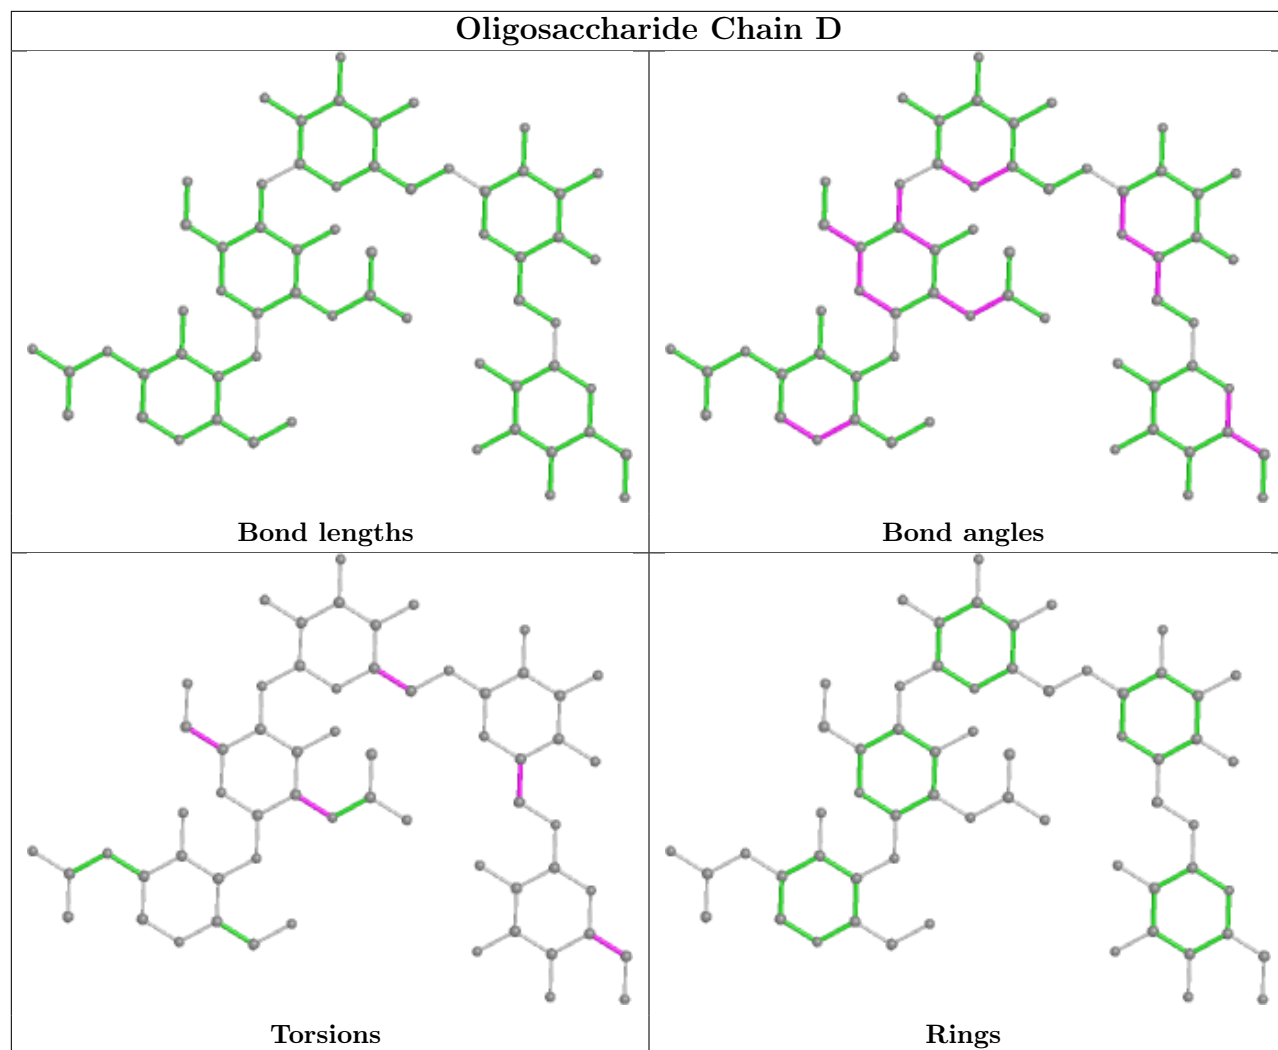 Oligosaccharide Chain D
Bond lengths
Bond angles
Torsions
Rings